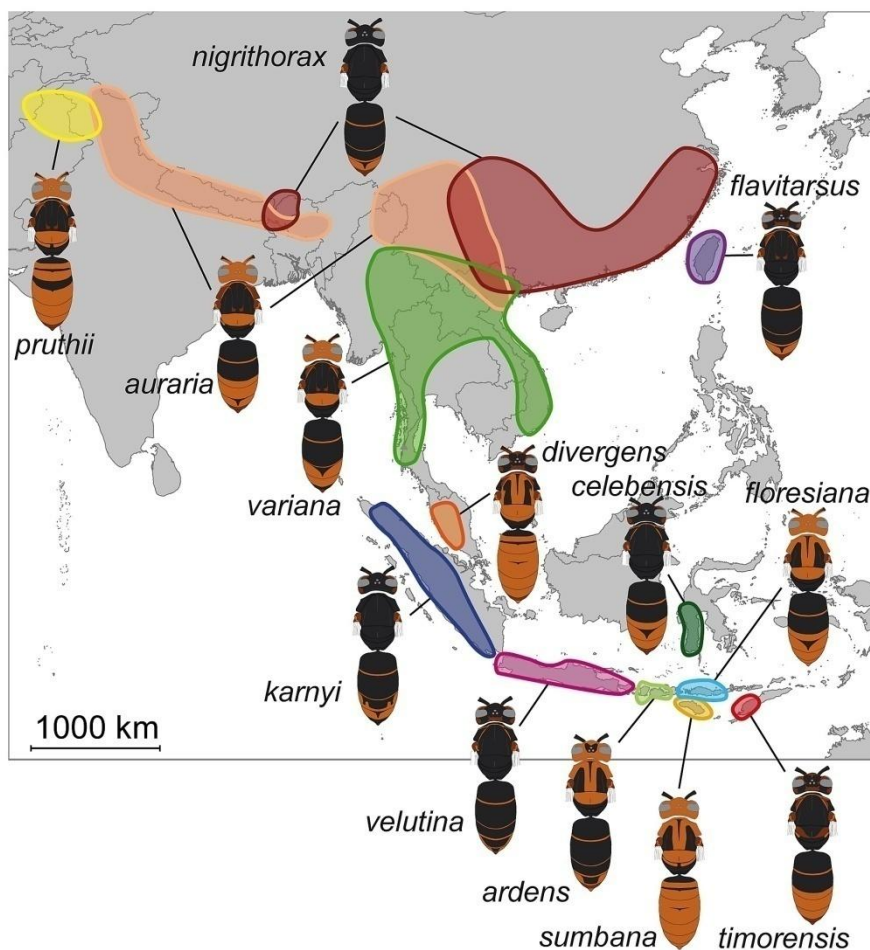 nigrithorax
flavitarsus
pruthii
auraria
variana
divergens
celebensis
floresiana
karnyi
1000 km
velutina
ardens
sumbana
timorensis